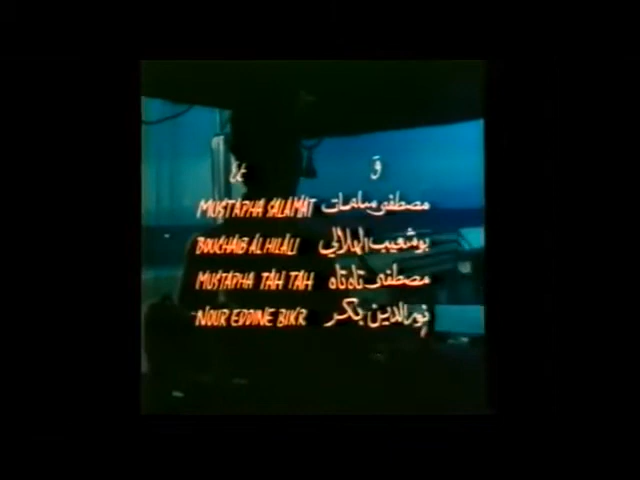 Et و
MUSTAPHA SALAMAT مصطفى سلامات
BOUCHAIB AL HILALI بوشعيب الهلالي
MUSTAPHA TAH TAH مصطفى تاه تاه
NOUR EDDINE BIKR نور الدين بكر